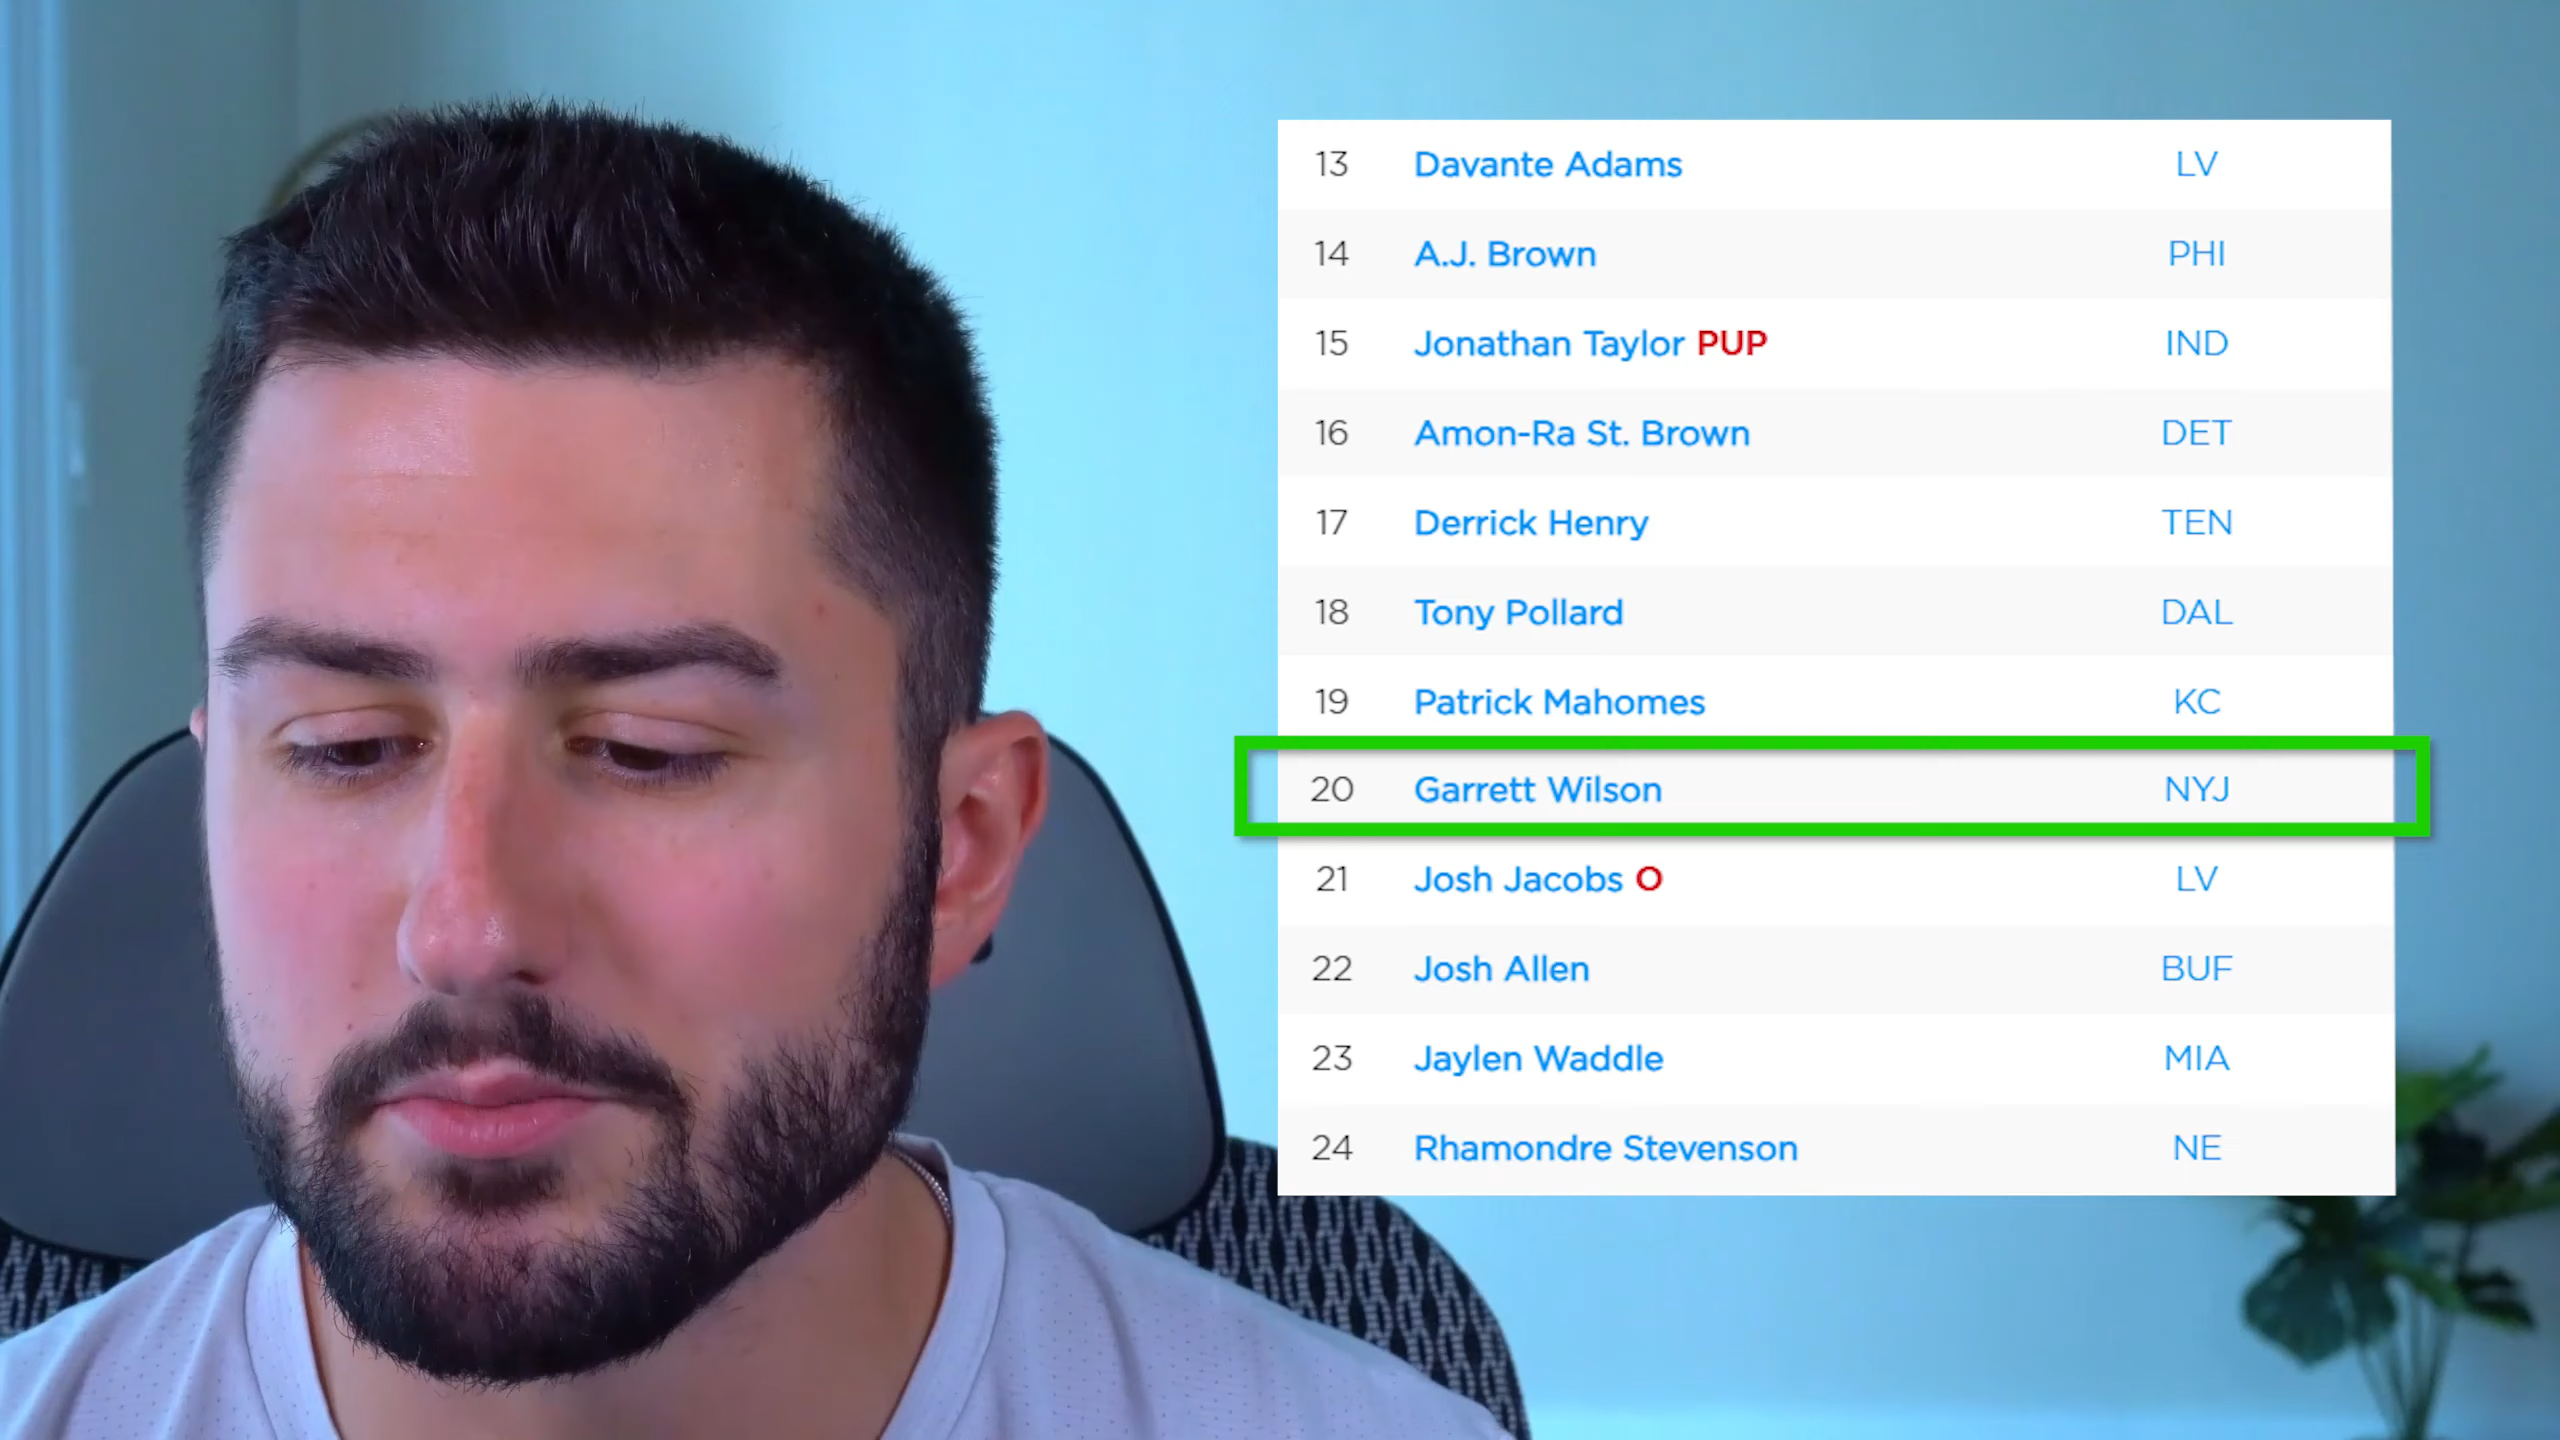 13 Davante Adams LV
14 A.J. Brown PHI
15 Jonathan Taylor PUP IND
16 Amon-Ra St. Brown DET
17 Derrick Henry TEN
18 Tony Pollard DAL
19 Patrick Mahomes KC
20 Garrett Wilson NYJ
21 Josh Jacobs O LV
22 Josh Allen BUF
23 Jaylen Waddle MIA
24 Rhamondre Stevenson NE